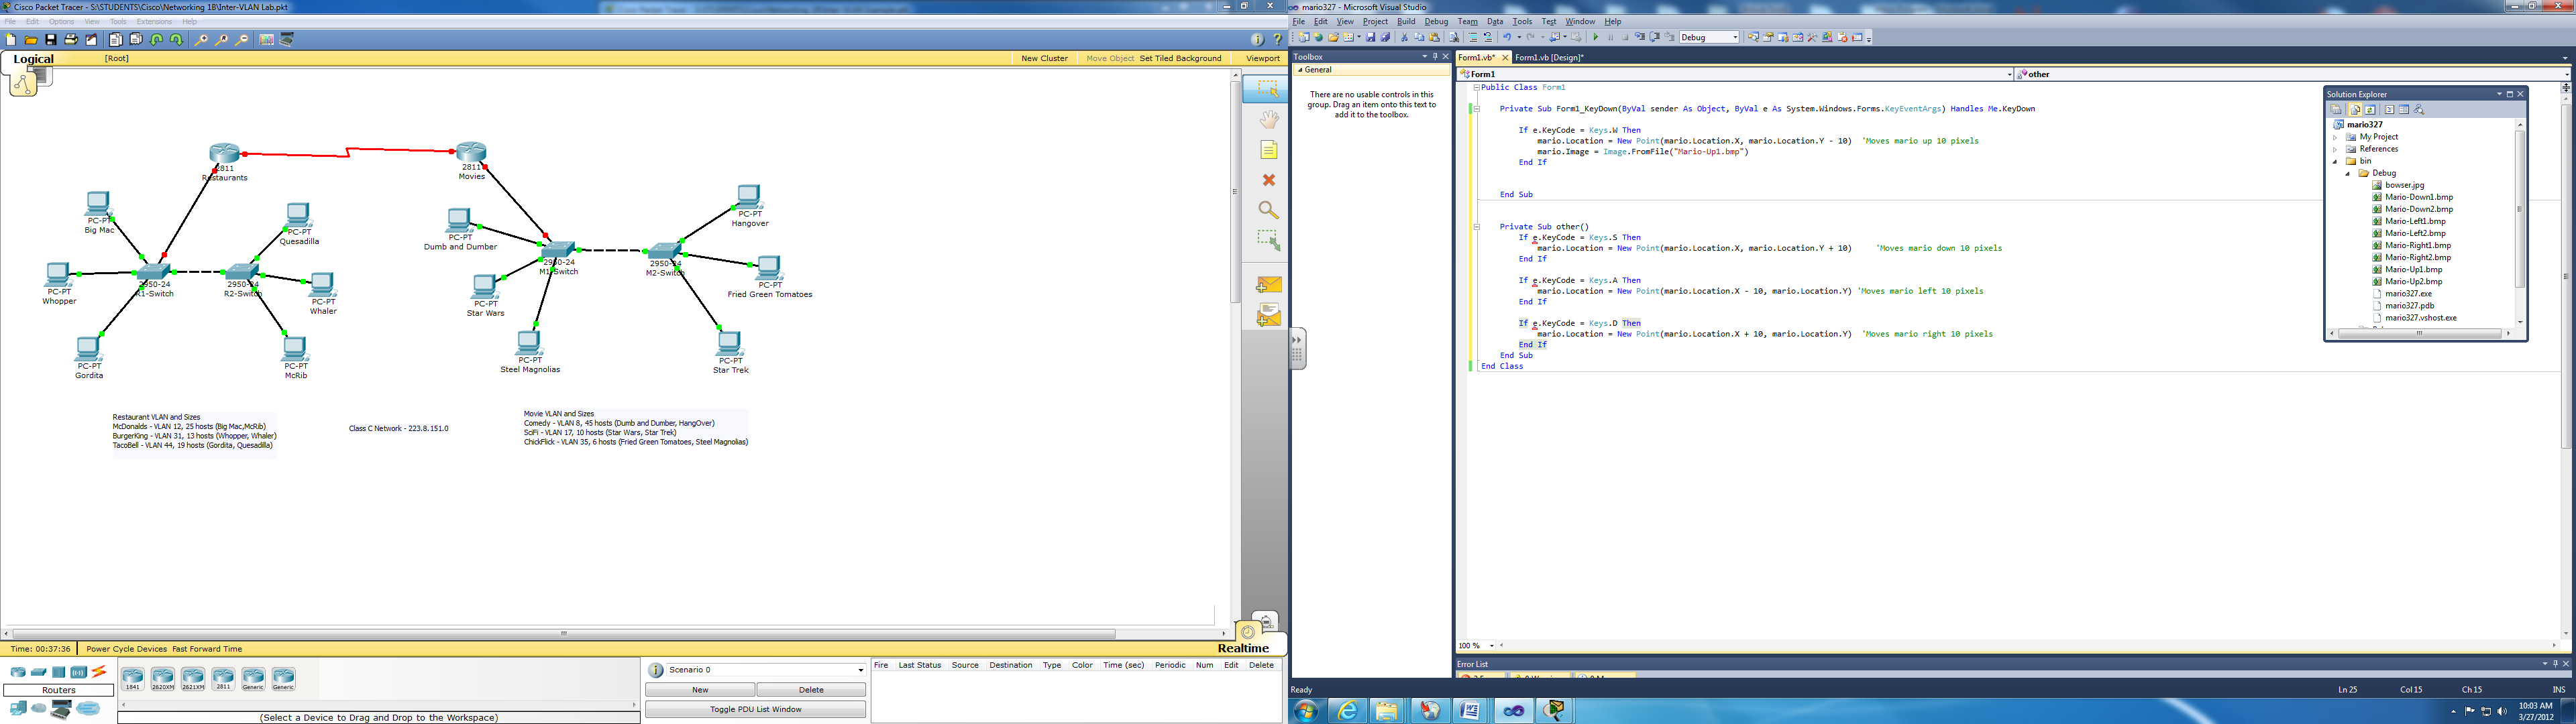 Cisco Packet Tracer - S:\STUDENTS\Cisco\Networking 1B\Inter-VLAN Lab.pkt
File Edit Options View Tools Extensions Help
Logical [Root] New Cluster Move Object Set Tiled Background Viewport
2811
Restaurants
2811
Movies
PC-PT
Big Mac
PC-PT
Quesadilla
PC-PT
Dumb and Dumber
PC-PT
Hangover
PC-PT
Whopper
2950-24
R1-Switch
2950-24
R2-Switch
PC-PT
Whaler
2950-24
M1-Switch
2950-24
M2-Switch
PC-PT
Star Wars
PC-PT
Fried Green Tomatoes
PC-PT
Gordita
PC-PT
McRib
PC-PT
Steel Magnolias
PC-PT
Star Trek
Restaurant VLAN and Sizes
McDonalds - VLAN 12, 25 hosts (Big Mac,McRib)
BurgerKing - VLAN 31, 13 hosts (Whopper, Whaler)
TacoBell - VLAN 44, 19 hosts (Gordita, Quesadilla)
Class C Network - 223.8.151.0
Movie VLAN and Sizes
Comedy - VLAN 8, 45 hosts (Dumb and Dumber, HangOver)
SciFi - VLAN 17, 10 hosts (Star Wars, Star Trek)
ChickFlick - VLAN 35, 6 hosts (Fried Green Tomatoes, Steel Magnolias)
Time: 00:37:36 Power Cycle Devices Fast Forward Time Realtime
Routers
1841 2620XM 2621XM 2811 Generic Generic
(Select a Device to Drag and Drop to the Workspace)
Scenario 0
New Delete
Toggle PDU List Window
Fire Last Status Source Destination Type Color Time (sec) Periodic Num Edit Delete
mario327 - Microsoft Visual Studio
File Edit View Project Build Debug Team Data Tools Test Window Help
Debug
Toolbox
General
There are no usable controls in this
group. Drag an item onto this text to
add it to the toolbox.
Form1.vb* Form1.vb [Design]*
Form1 other
Public Class Form1
Private Sub Form1_KeyDown(ByVal sender As Object, ByVal e As System.Windows.Forms.KeyEventArgs) Handles Me.KeyDown
If e.KeyCode = Keys.W Then
mario.Location = New Point(mario.Location.X, mario.Location.Y - 10) 'Moves mario up 10 pixels
mario.Image = Image.FromFile("Mario-Up1.bmp")
End If
End Sub
Private Sub other()
If e.KeyCode = Keys.S Then
mario.Location = New Point(mario.Location.X, mario.Location.Y + 10) 'Moves mario down 10 pixels
End If
If e.KeyCode = Keys.A Then
mario.Location = New Point(mario.Location.X - 10, mario.Location.Y) 'Moves mario left 10 pixels
End If
If e.KeyCode = Keys.D Then
mario.Location = New Point(mario.Location.X + 10, mario.Location.Y) 'Moves mario right 10 pixels
End If
End Sub
End Class
Solution Explorer
mario327
My Project
References
bin
Debug
bowser.jpg
Mario-Down1.bmp
Mario-Down2.bmp
Mario-Left1.bmp
Mario-Left2.bmp
Mario-Right1.bmp
Mario-Right2.bmp
Mario-Up1.bmp
Mario-Up2.bmp
mario327.exe
mario327.pdb
mario327.vshost.exe
100 %
Error List
Ready Ln 25 Col 15 Ch 15 INS
10:03 AM
3/27/2012